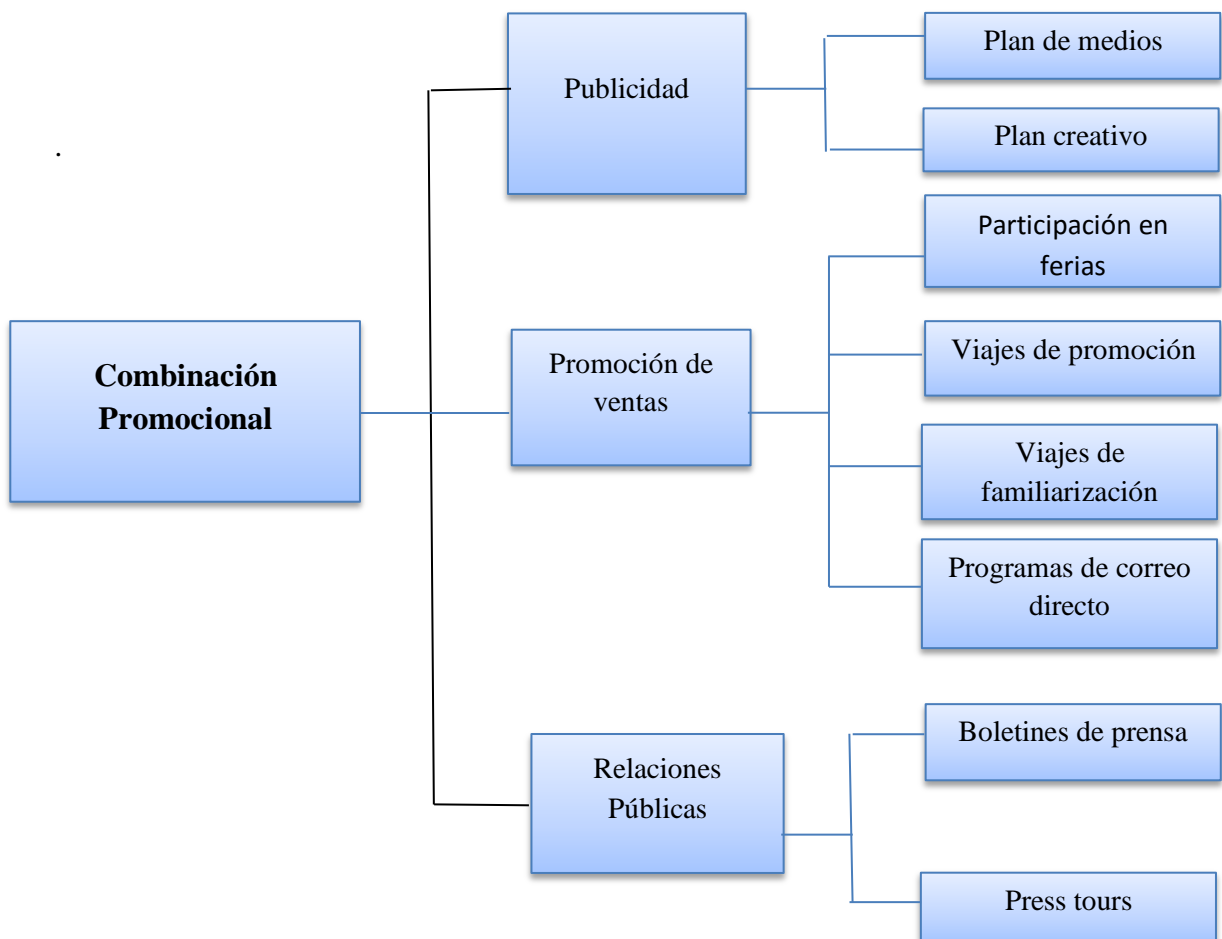 Publicidad
Plan de medios
Plan creativo
.
Combinación
Promocional
Promoción de
ventas
Participación en
ferias
Viajes de promoción
Viajes de
familiarización
Programas de correo
directo
Relaciones
Públicas
Boletines de prensa
Press tours